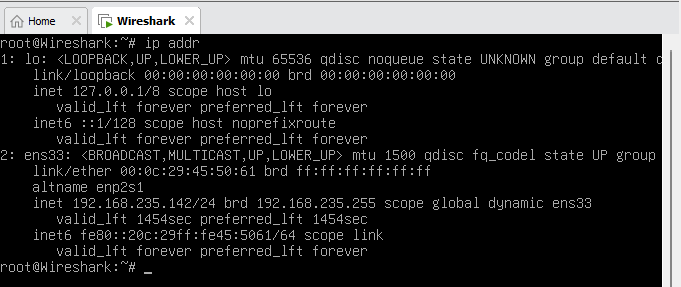 Home
Wireshark
root@Wireshark:~# ip addr
1: lo: <LOOPBACK,UP,LOWER_UP> mtu 65536 qdisc noqueue state UNKNOWN group default
link/loopback 00:00:00:00:00:00 brd 00:00:00:00:00:00
inet 127.0.0.1/8 scope host lo
valid_lft forever preferred_lft forever
inet6 ::1/128 scope host noprefixroute
valid_lft forever preferred_lft forever
2: ens33: <BROADCAST,MULTICAST,UP,LOWER_UP> mtu 1500 qdisc fq_codel state UP group
link/ether 00:0c:29:45:50:61 brd ff:ff:ff:ff:ff:ff
altname enp2s1
inet 192.168.235.142/24 brd 192.168.235.255 scope global dynamic ens33
valid_lft 1454sec preferred_lft 1454sec
inet6 fe80::20c:29ff:fe45:5061/64 scope link
valid_lft forever preferred_lft forever
root@Wireshark:~# _